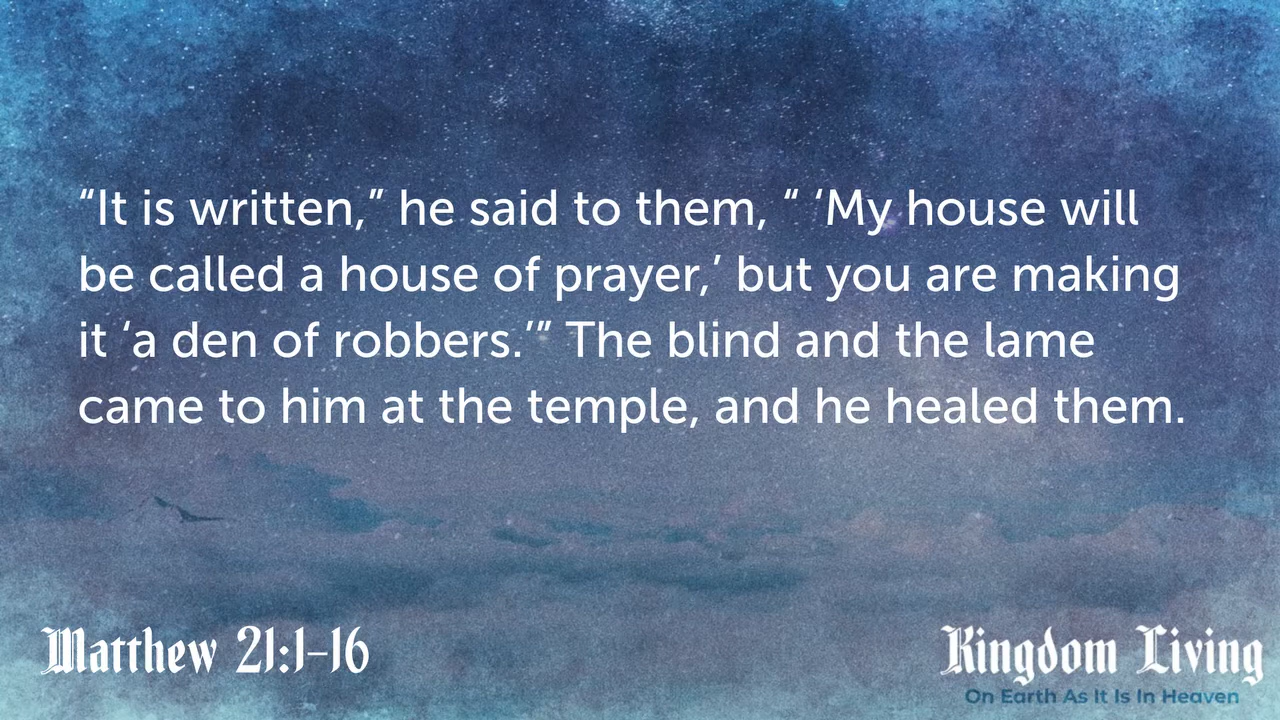 “It is written,” he said to them, “ ‘My house will
be called a house of prayer,’ but you are making
it ‘a den of robbers.’” The blind and the lame
came to him at the temple, and he healed them.
Matthew 21:1–16
Kingdom Living
On Earth As It Is In Heaven